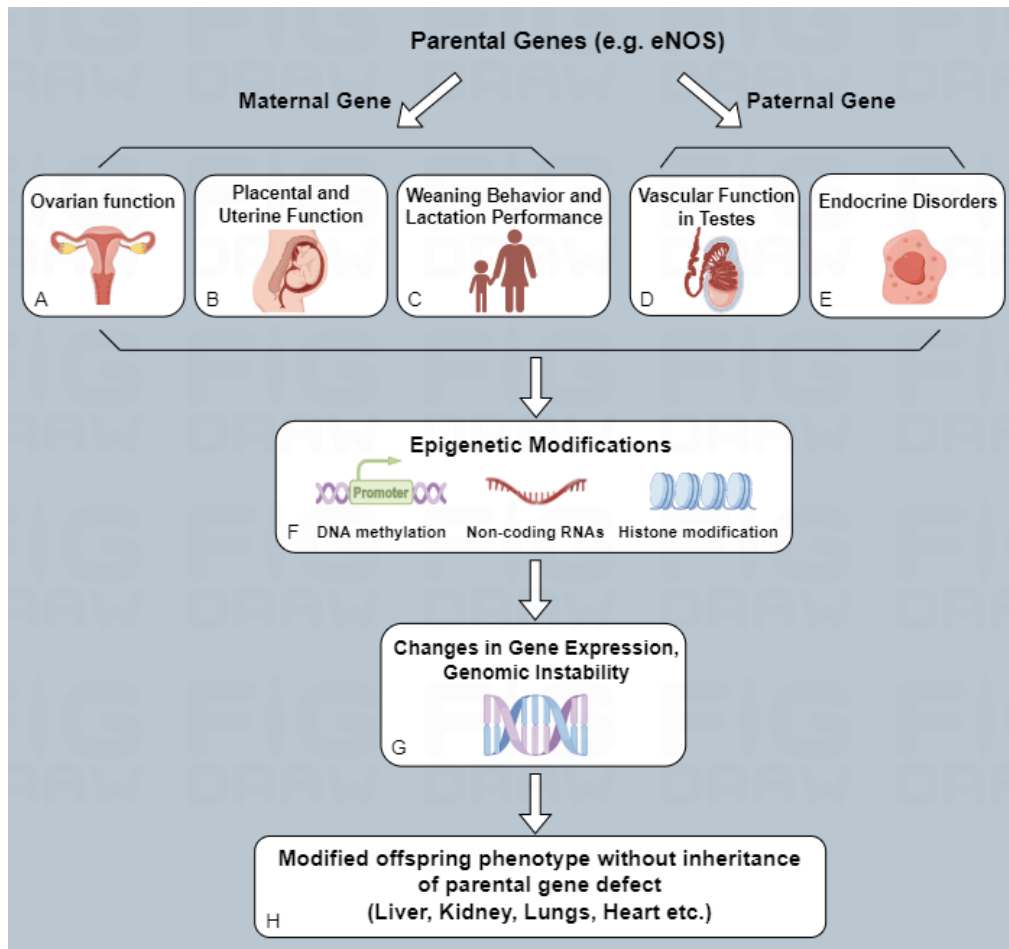 Parental Genes (e.g. eNOS)
Maternal Gene
Paternal Gene
Ovarian function
A
Placental and
Uterine Function
B
Weaning Behavior and
Lactation Performance
C
Vascular Function
in Testes
D
Endocrine Disorders
E
Epigenetic Modifications
Promoter
F
DNA methylation
Non-coding RNAs
Histone modification
Changes in Gene Expression,
Genomic Instability
G
Modified offspring phenotype without inheritance
of parental gene defect
(Liver, Kidney, Lungs, Heart etc.)
H
FIG
DRAW